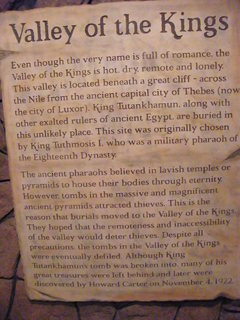 Valley of the Kings
Even though the very name is full of romance, the
Valley of the Kings is hot, dry, remote and lonely.
This valley is located beneath a great cliff - across
the Nile from the ancient capital city of Thebes (now
the city of Luxor). King Tutankhamun, along with
other exalted rulers of ancient Egypt, are buried in
this unlikely place. This site was originally chosen
by King Tuthmosis I, who was a military pharaoh of
the Eighteenth Dynasty.
The ancient pharaohs believed in lavish temples or
pyramids to house their bodies through eternity.
However, tombs in the massive and magnificent
ancient pyramids attracted thieves. This is the
reason that burials moved to the Valley of the Kings.
They hoped that the remoteness and inaccessibility
of the valley would deter thieves. Despite all
precautions, the tombs in the Valley of the Kings
were eventually defiled. Although King
Tutankhamun's tomb was broken into, many of his
great treasures were left behind and later were
discovered by Howard Carter on November 4, 1922.